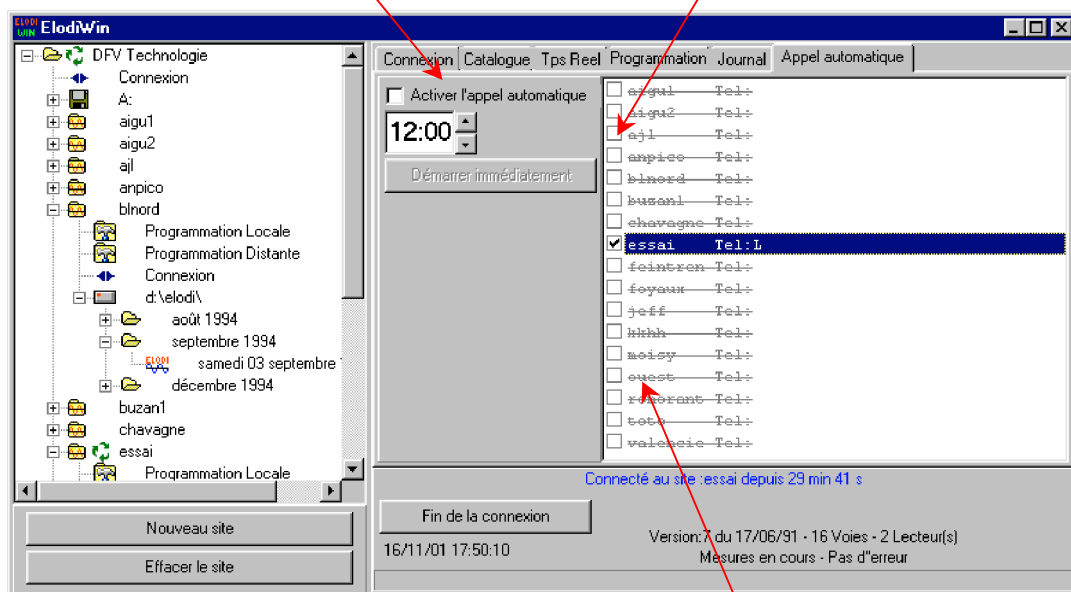 ELODI WIN ElodiWin
DFV Technologie
Connexion
A:
aigu1
aigu2
ajl
anpico
blnord
Programmation Locale
Programmation Distante
Connexion
d:\elodi\
août 1994
septembre 1994
ELODI samedi 03 septembre
décembre 1994
buzan1
chavagne
essai
Programmation Locale
Nouveau site
Effacer le site
Connexion Catalogue Tps Reel Programmation Journal Appel automatique
Activer l'appel automatique
12:00
Démarrer immédiatement
aigu1 Tel:
aigu2 Tel:
ajl Tel:
anpico Tel:
blnord Tel:
buzan1 Tel:
chavagne Tel:
essai Tel:L
feintren Tel:
foyaux Tel:
jeff Tel:
kkhh Tel:
moisy Tel:
ouest Tel:
Tel:
toto Tel:
valencie Tel:
Connecté au site :essai depuis 29 min 41 s
Fin de la connexion
16/11/01 17:50:10
Version:7 du 17/06/91 - 16 Voies - 2 Lecteur(s)
Mesures en cours - Pas d"erreur